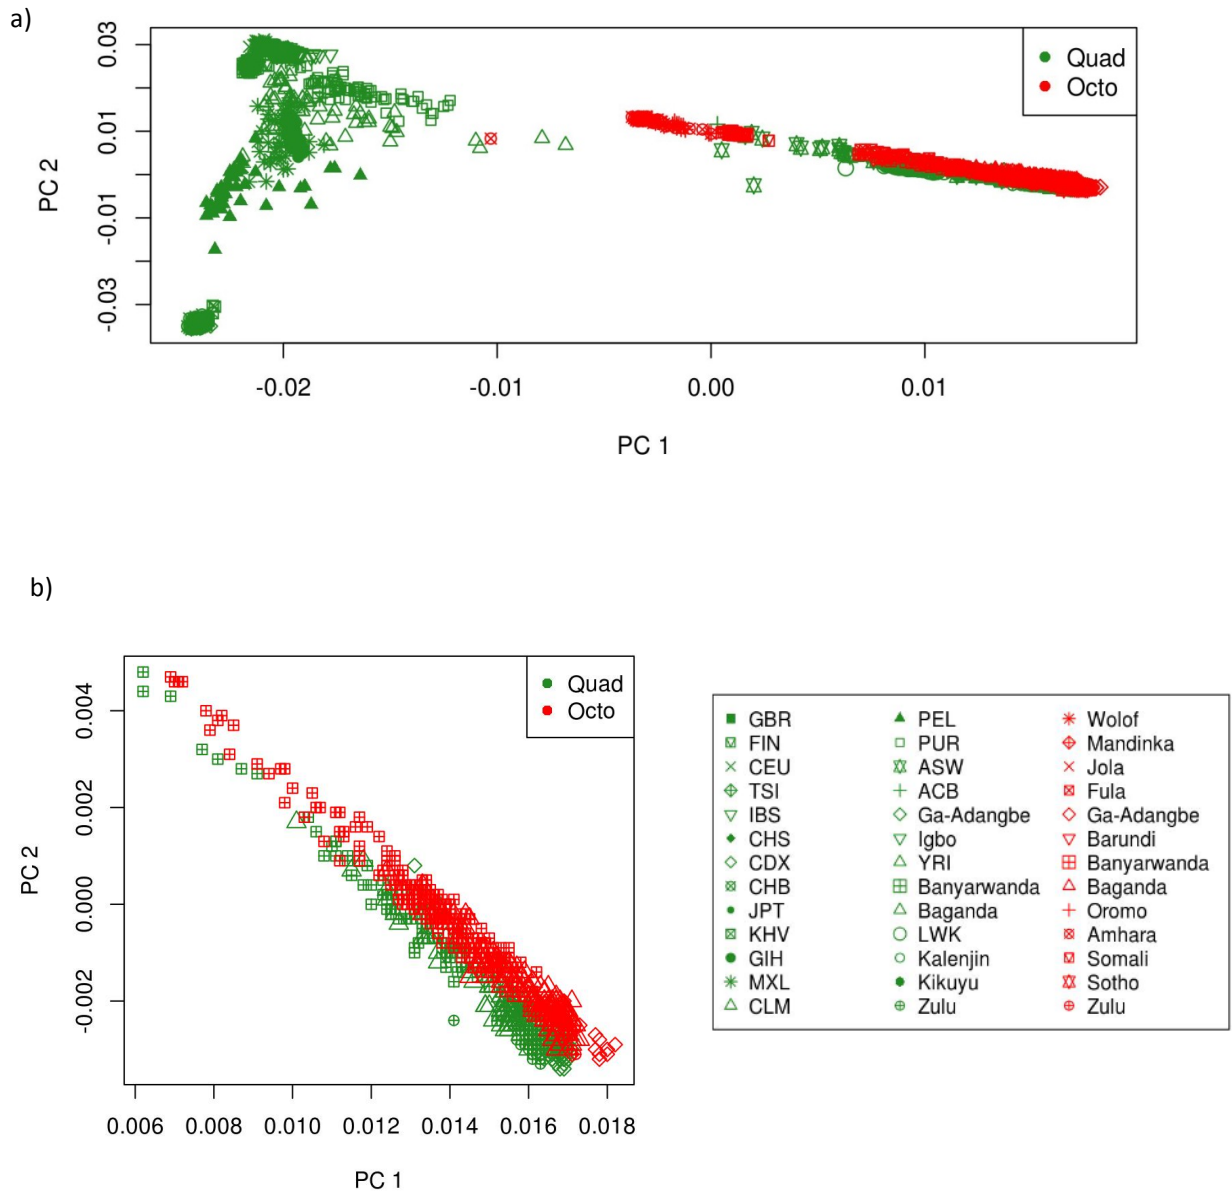 a)
Quad
Octo
0.03
0.01
-0.01
-0.03
PC 2
-0.02
-0.01
0.00
0.01
PC 1
b)
Quad
Octo
0.004
0.002
0.000
-0.002
PC 2
0.006
0.008
0.010
0.012
0.014
0.016
0.018
PC 1
GBR
FIN
CEU
TSI
IBS
CHS
CDX
CHB
JPT
KHV
GIH
MXL
CLM
PEL
PUR
ASW
ACB
Ga-Adangbe
Igbo
YRI
Banyarwanda
Baganda
LWK
Kalenjin
Kikuyu
Zulu
Wolof
Mandinka
Jola
Fula
Ga-Adangbe
Barundi
Banyarwanda
Baganda
Oromo
Amhara
Somali
Sotho
Zulu